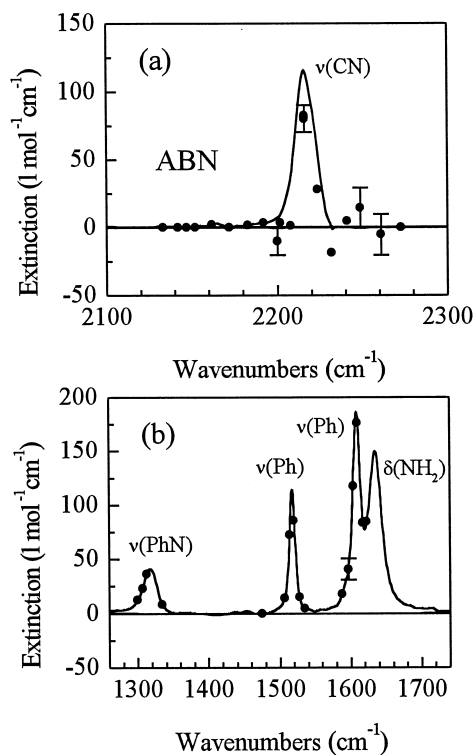 150
(a)
ν(CN)
100
50
ABN
0
-50
2100
2200
2300
Extinction (l mol⁻¹cm⁻¹)
Wavenumbers (cm⁻¹)
200
(b)
ν(Ph)
150
ν(Ph)
δ(NH₂)
100
ν(PhN)
50
0
-50
1300 1400 1500 1600 1700
Extinction (l mol⁻¹cm⁻¹)
Wavenumbers (cm⁻¹)